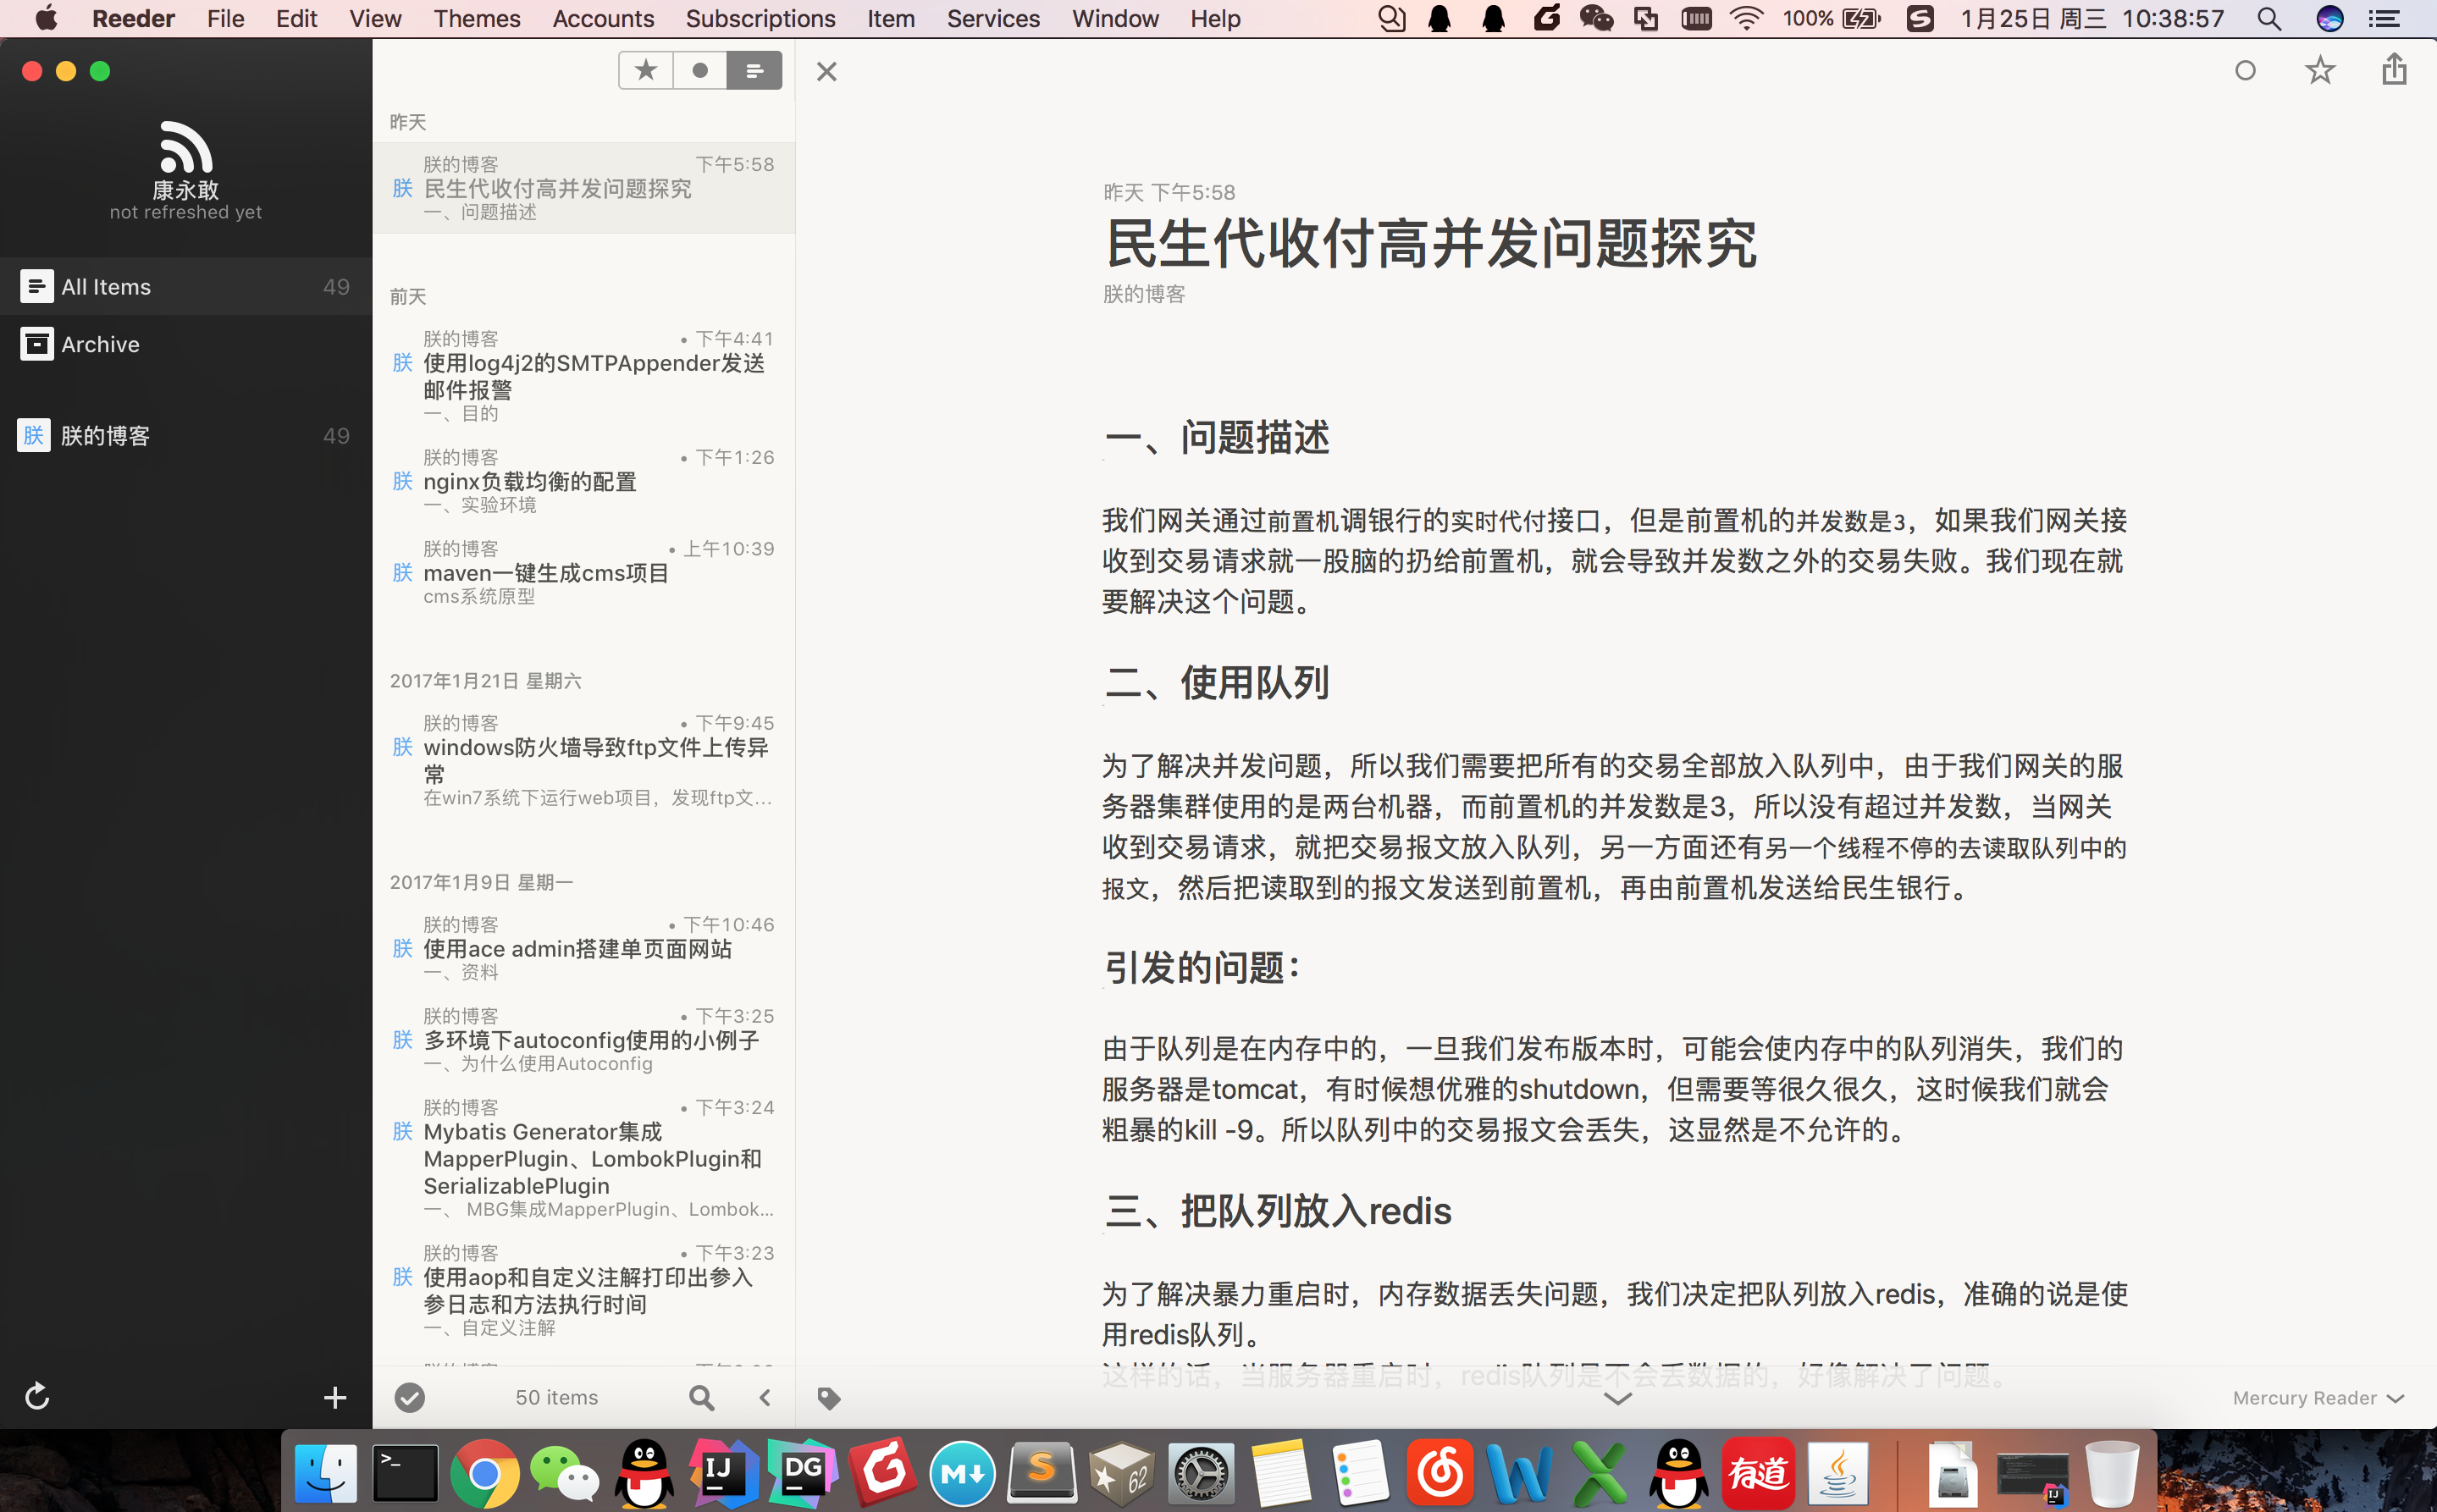 Reeder File Edit View Themes Accounts Subscriptions Item Services Window Help 100% 1月25日 周三 10:38:57
康永敢
not refreshed yet
All Items 49
Archive
朕 朕的博客 49
昨天
朕的博客 下午5:58
朕 民生代收付高并发问题探究
一、问题描述
前天
朕的博客 • 下午4:41
朕 使用log4j2的SMTPAppender发送
邮件报警
一、目的
朕的博客 • 下午1:26
朕 nginx负载均衡的配置
一、实验环境
朕的博客 • 上午10:39
朕 maven一键生成cms项目
cms系统原型
2017年1月21日 星期六
朕的博客 • 下午9:45
朕 windows防火墙导致ftp文件上传异
常
在win7系统下运行web项目，发现ftp文...
2017年1月9日 星期一
朕的博客 • 下午10:46
朕 使用ace admin搭建单页面网站
一、资料
朕的博客 • 下午3:25
朕 多环境下autoconfig使用的小例子
一、为什么使用Autoconfig
朕的博客 • 下午3:24
朕 Mybatis Generator集成
MapperPlugin、LombokPlugin和
SerializablePlugin
一、 MBG集成MapperPlugin、Lombok...
朕的博客 • 下午3:23
朕 使用aop和自定义注解打印出参入
参日志和方法执行时间
一、自定义注解
50 items
昨天 下午5:58
民生代收付高并发问题探究
朕的博客
一、问题描述
我们网关通过前置机调银行的实时代付接口，但是前置机的并发数是3，如果我们网关接
收到交易请求就一股脑的扔给前置机，就会导致并发数之外的交易失败。我们现在就
要解决这个问题。
二、使用队列
为了解决并发问题，所以我们需要把所有的交易全部放入队列中，由于我们网关的服
务器集群使用的是两台机器，而前置机的并发数是3，所以没有超过并发数，当网关
收到交易请求，就把交易报文放入队列，另一方面还有另一个线程不停的去读取队列中的
报文，然后把读取到的报文发送到前置机，再由前置机发送给民生银行。
引发的问题：
由于队列是在内存中的，一旦我们发布版本时，可能会使内存中的队列消失，我们的
服务器是tomcat，有时候想优雅的shutdown，但需要等很久很久，这时候我们就会
粗暴的kill -9。所以队列中的交易报文会丢失，这显然是不允许的。
三、把队列放入redis
为了解决暴力重启时，内存数据丢失问题，我们决定把队列放入redis，准确的说是使
用redis队列。
这样的话，当服务器重启时，redis队列是不会丢数据的，好像解决了问题。
Mercury Reader
>_ IJ DG M S 62 W X 有道 IJ